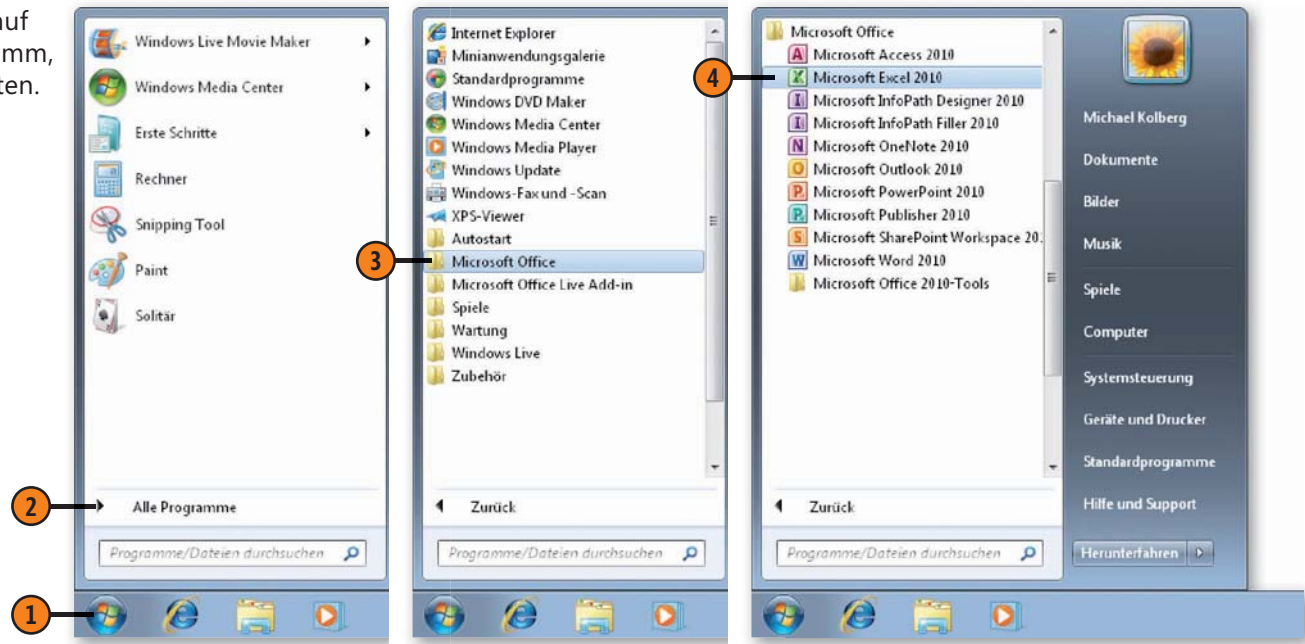 auf
mm,
ten.
Windows Live Movie Maker
Windows Media Center
Erste Schritte
Rechner
Snipping Tool
Paint
Solitär
2
Alle Programme
Programme/Dateien durchsuchen
1
Internet Explorer
Minianwendungsgalerie
Standardprogramme
Windows DVD Maker
Windows Media Center
Windows Media Player
Windows Update
Windows-Fax und -Scan
XPS-Viewer
Autostart
3
Microsoft Office
Microsoft Office Live Add-in
Spiele
Wartung
Windows Live
Zubehör
Zurück
Programme/Dateien durchsuchen
Microsoft Office
Microsoft Access 2010
4
Microsoft Excel 2010
Microsoft InfoPath Designer 2010
Microsoft InfoPath Filler 2010
Microsoft OneNote 2010
Microsoft Outlook 2010
Microsoft PowerPoint 2010
Microsoft Publisher 2010
Microsoft SharePoint Workspace 20
Microsoft Word 2010
Microsoft Office 2010-Tools
Zurück
Programme/Dateien durchsuchen
Michael Kolberg
Dokumente
Bilder
Musik
Spiele
Computer
Systemsteuerung
Geräte und Drucker
Standardprogramme
Hilfe und Support
Herunterfahren